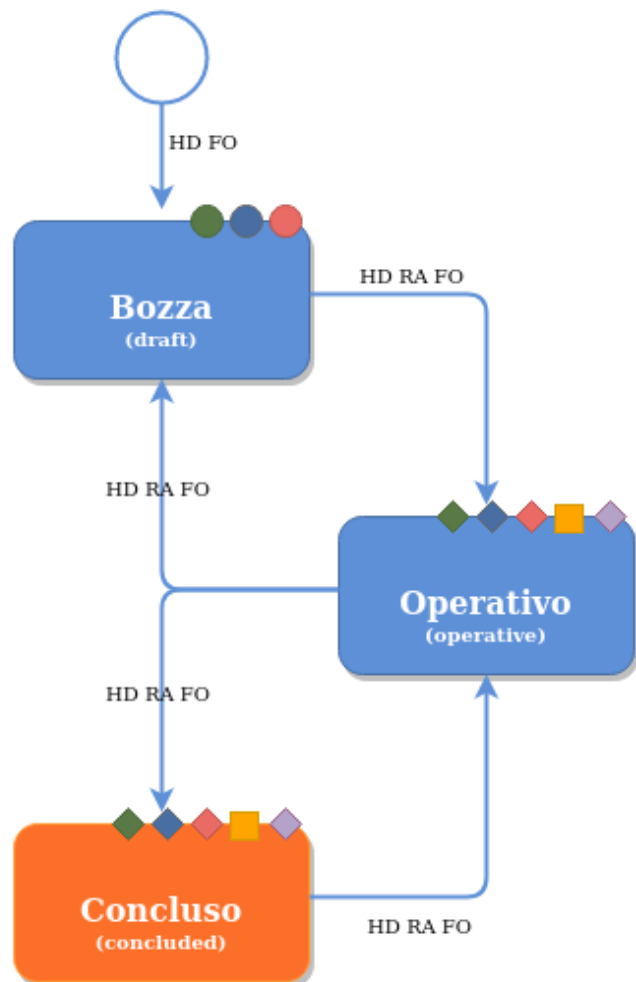 HD FO
Bozza
(draft)
HD RA FO
HD RA FO
Operativo
(operative)
HD RA FO
Concluso
(concluded)
HD RA FO